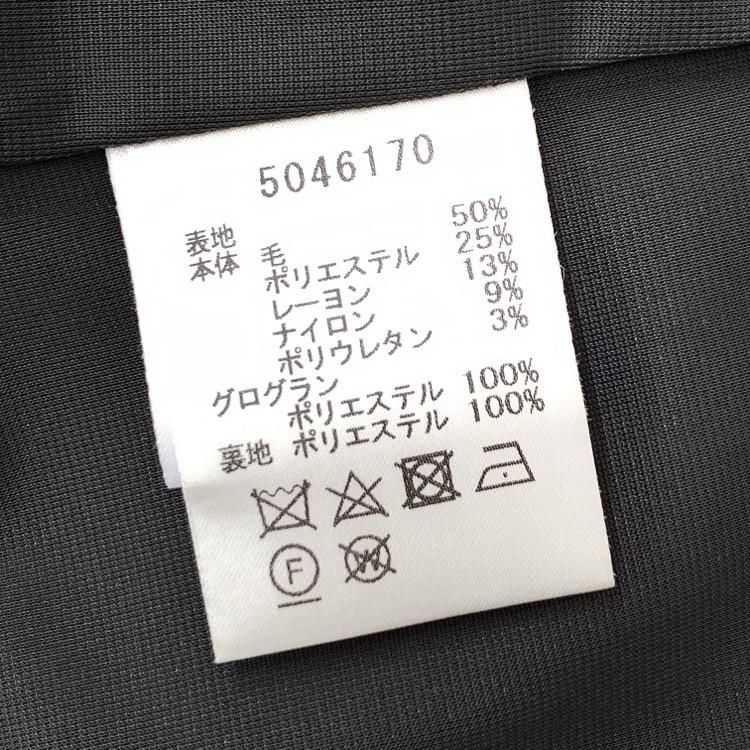 5046170
表地
本体 毛 50%
ポリエステル 25%
レーヨン 13%
ナイロン 9%
ポリウレタン 3%
グログラン
ポリエステル 100%
裏地 ポリエステル 100%
F W